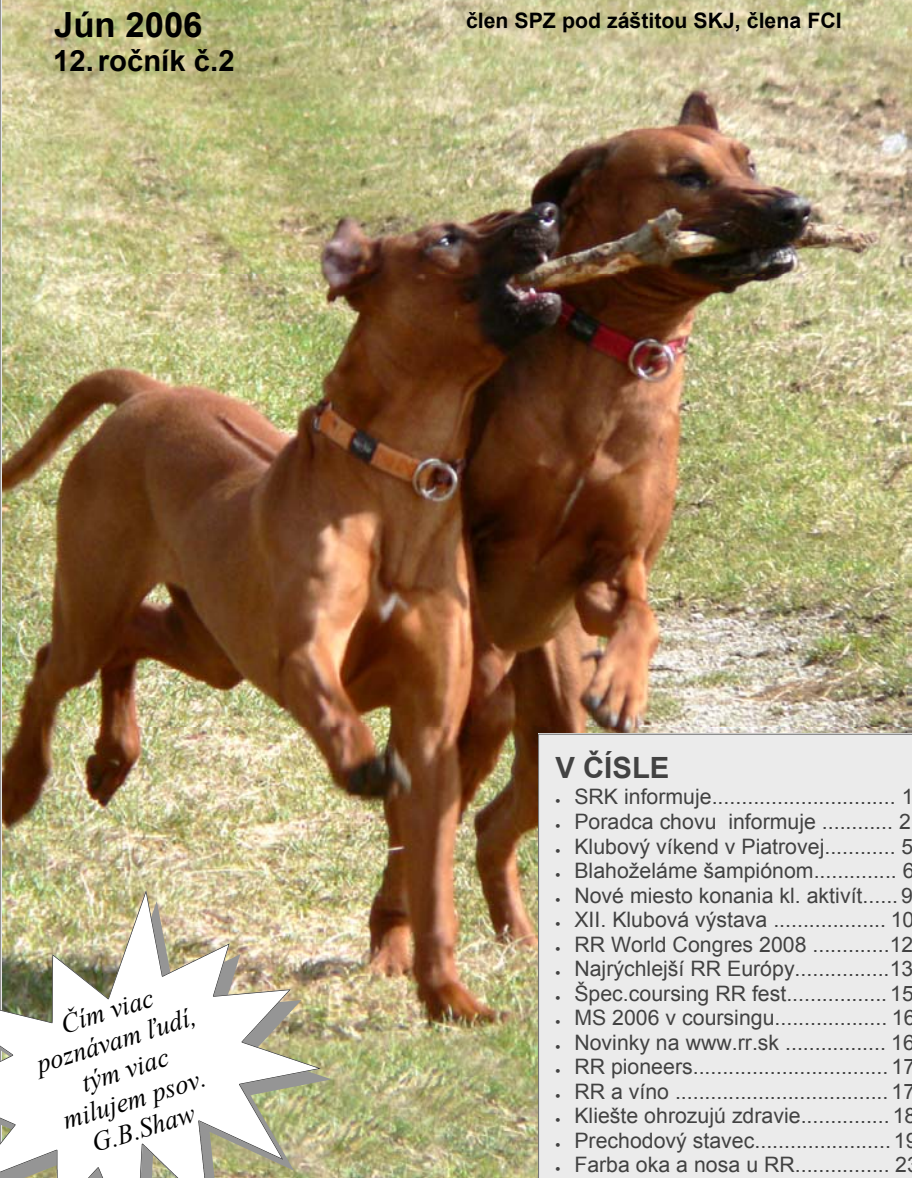 Jún 2006
12. ročník č.2
člen SPZ pod záštitou SKJ, člena FCI
V ČÍSLE
. SRK informuje............................... 1
. Poradca chovu informuje ............ 2
. Klubový víkend v Piatrovej............ 5
. Blahoželáme šampiónom.............. 6
. Nové miesto konania kl. aktivít..... 9
. XII. Klubová výstava .................. 10
. RR World Congres 2008 ............12
. Najrýchlejší RR Európy................13
. Špec.coursing RR fest................. 15
. MS 2006 v coursingu.................. 16
. Novinky na www.rr.sk ................. 16
. RR pioneers............................... 17
. RR a víno .................................. 17
. Kliešte ohrozujú zdravie.............. 18
. Prechodový stavec...................... 19
. Farba oka a nosa u RR................ 23
Čím viac
poznávam ľudí,
tým viac
milujem psov.
G.B.Shaw